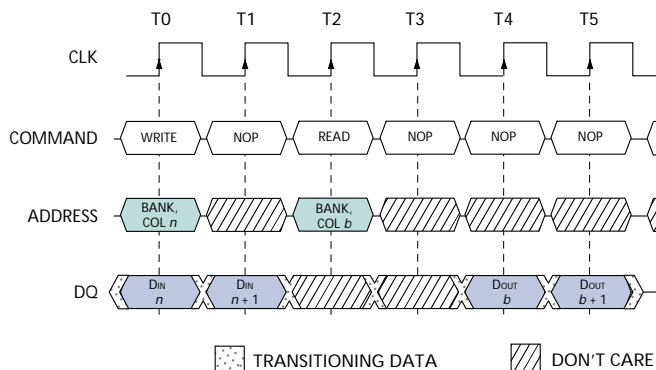 T0 T1 T2 T3 T4 T5
CLK
COMMAND WRITE NOP READ NOP NOP NOP
ADDRESS BANK, COL n BANK, COL b
DQ DIN n DIN n + 1 DOUT b DOUT b + 1
TRANSITIONING DATA DON'T CARE